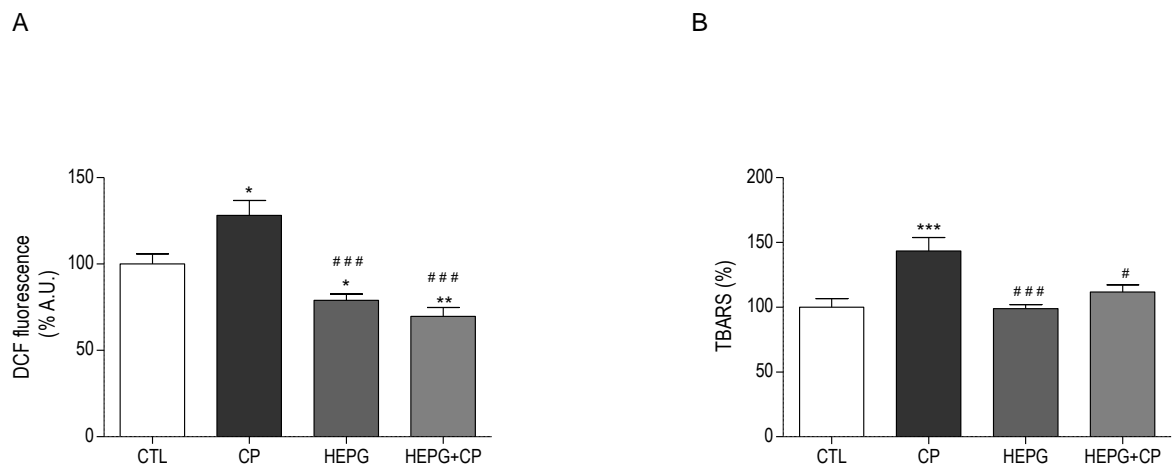 A
DCF fluorescence
(% A.U.)
150
100
50
0
*
###
*
###
**
CTL CP HEPG HEPG+CP
B
TBARS (%)
200
150
100
50
0
***
###
#
CTL CP HEPG HEPG+CP